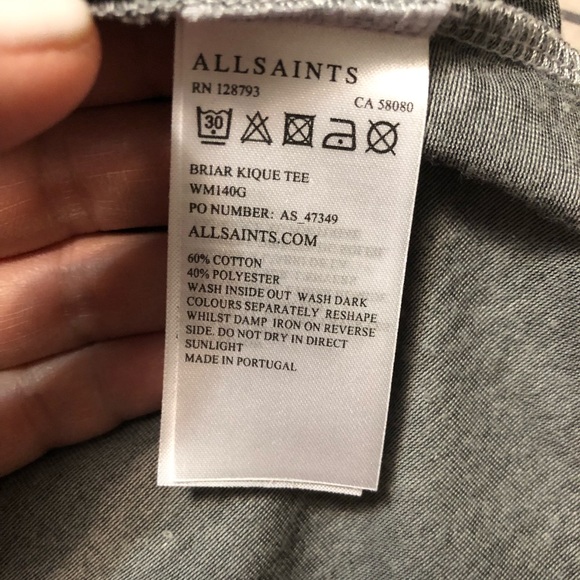 ALLSAINTS
RN 128793
CA 58080
30
BRIAR KIQUE TEE
WM140G
PO NUMBER: AS_47349
ALLSAINTS.COM
60% COTTON
40% POLYESTER
WASH INSIDE OUT WASH DARK
COLOURS SEPARATELY RESHAPE
WHILST DAMP IRON ON REVERSE
SIDE. DO NOT DRY IN DIRECT
SUNLIGHT
MADE IN PORTUGAL